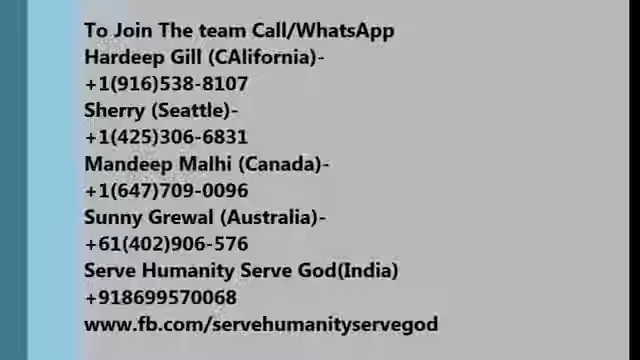 To Join The team Call/WhatsApp
Hardeep Gill (CAlifornia)-
+1(916)538-8107
Sherry (Seattle)-
+1(425)306-6831
Mandeep Malhi (Canada)-
+1(647)709-0096
Sunny Grewal (Australia)-
+61(402)906-576
Serve Humanity Serve God(India)
+918699570068
www.fb.com/servehumanityservegod